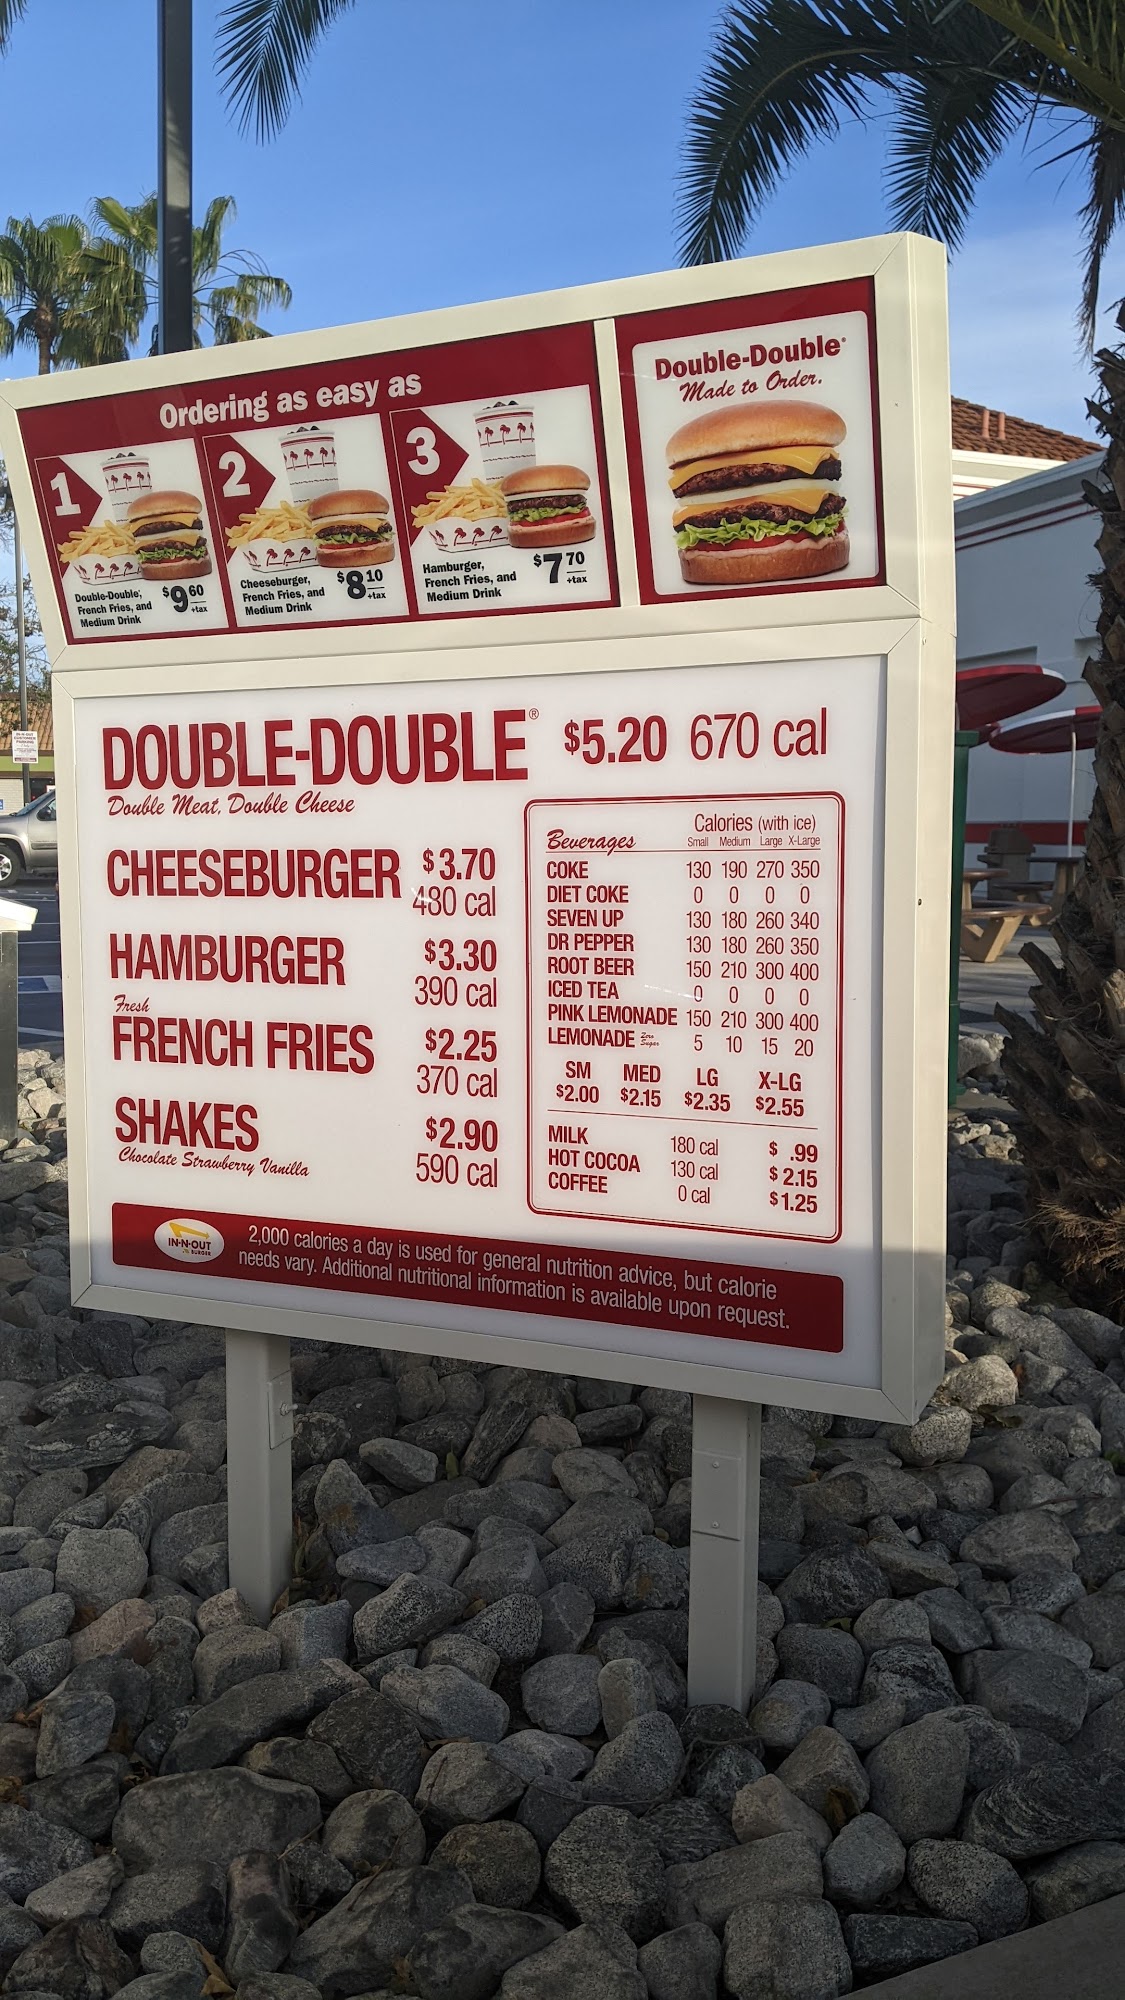 Ordering as easy as
1
Double-Double®,
French Fries, and
Medium Drink
$9 60
+tax
2
Cheeseburger,
French Fries, and
Medium Drink
$8 10
+tax
3
Hamburger,
French Fries, and
Medium Drink
$7 70
+tax
Double-Double®
Made to Order.
DOUBLE-DOUBLE® $5.20 670 cal
Double Meat, Double Cheese
CHEESEBURGER $3.70
480 cal
HAMBURGER $3.30
390 cal
Fresh
FRENCH FRIES $2.25
370 cal
SHAKES $2.90
Chocolate Strawberry Vanilla 590 cal
Beverages Calories (with ice)
Small Medium Large X-Large
COKE 130 190 270 350
DIET COKE 0 0 0 0
SEVEN UP 130 180 260 340
DR PEPPER 130 180 260 350
ROOT BEER 150 210 300 400
ICED TEA 0 0 0 0
PINK LEMONADE 150 210 300 400
LEMONADE Zero Sugar 5 10 15 20
SM MED LG X-LG
$2.00 $2.15 $2.35 $2.55
MILK 180 cal $ .99
HOT COCOA 130 cal $2.15
COFFEE 0 cal $1.25
IN-N-OUT
BURGER
2,000 calories a day is used for general nutrition advice, but calorie
needs vary. Additional nutritional information is available upon request.
IN-N-OUT
CUSTOMER
PARKING